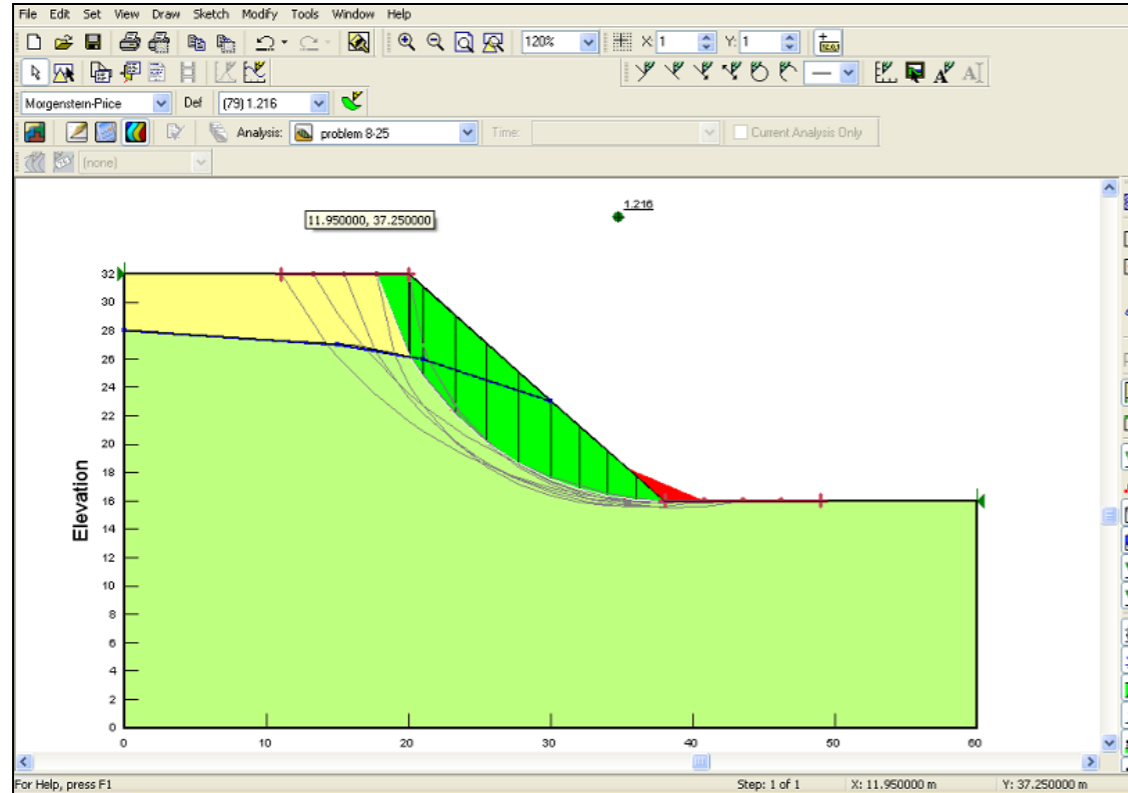 File Edit Set View Draw Sketch Modify Tools Window Help
120% X: 1 Y: 1
Morgenstern-Price Def (79) 1.216
Analysis: problem 8-25 Time: Current Analysis Only
(none)
1.216
11.950000, 37.250000
32
30
28
26
24
22
20
18
16
14
12
10
8
6
4
2
0
Elevation
0 10 20 30 40 50 60
For Help, press F1 Step: 1 of 1 X: 11.950000 m Y: 37.250000 m